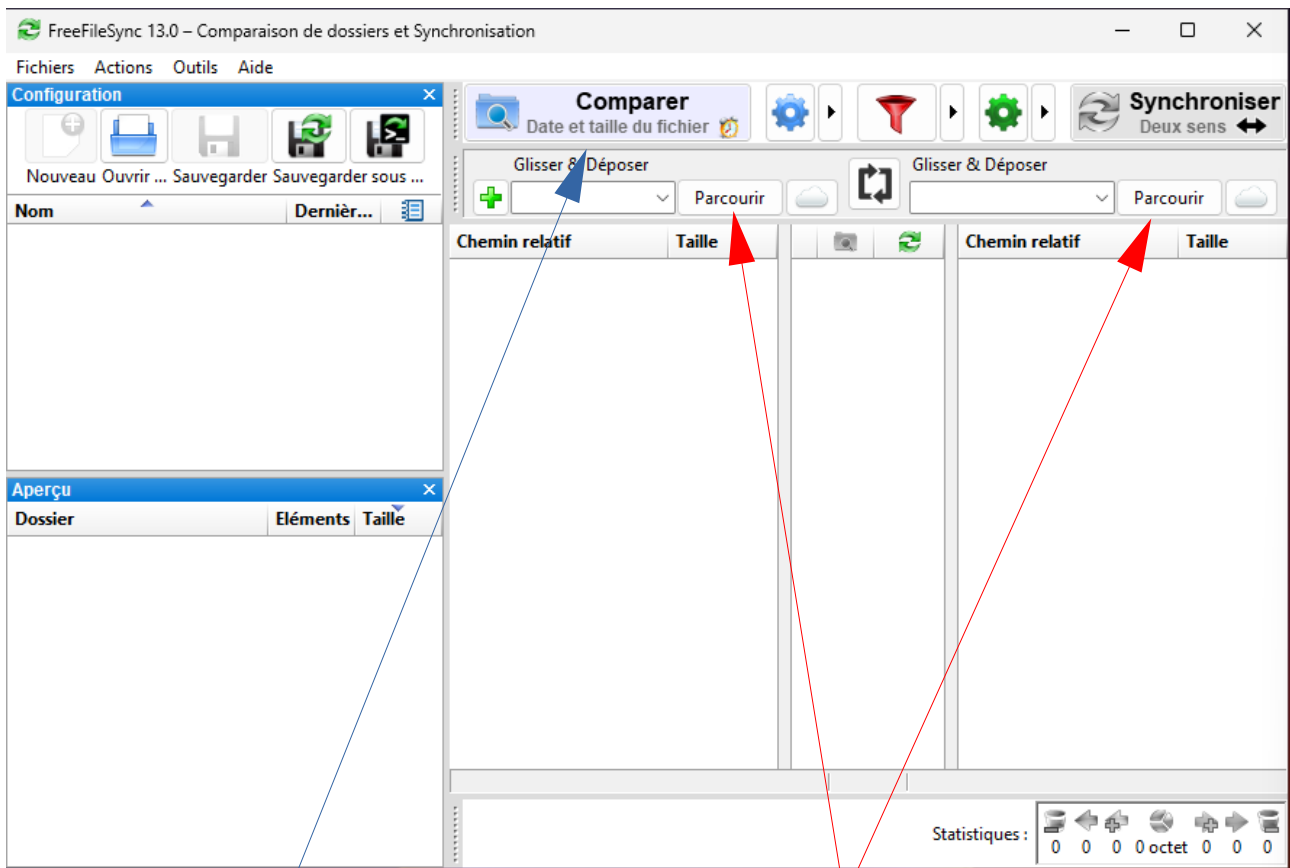 FreeFileSync 13.0 – Comparaison de dossiers et Synchronisation
Fichiers Actions Outils Aide
Configuration
Nouveau Ouvrir ... Sauvegarder Sauvegarder sous ...
Nom Dernièr...
Aperçu
Dossier Eléments Taille
Comparer
Date et taille du fichier
Synchroniser
Deux sens
Glisser & Déposer
Parcourir
Glisser & Déposer
Parcourir
Chemin relatif Taille
Chemin relatif Taille
Statistiques :
0 0 0 0 octet 0 0 0